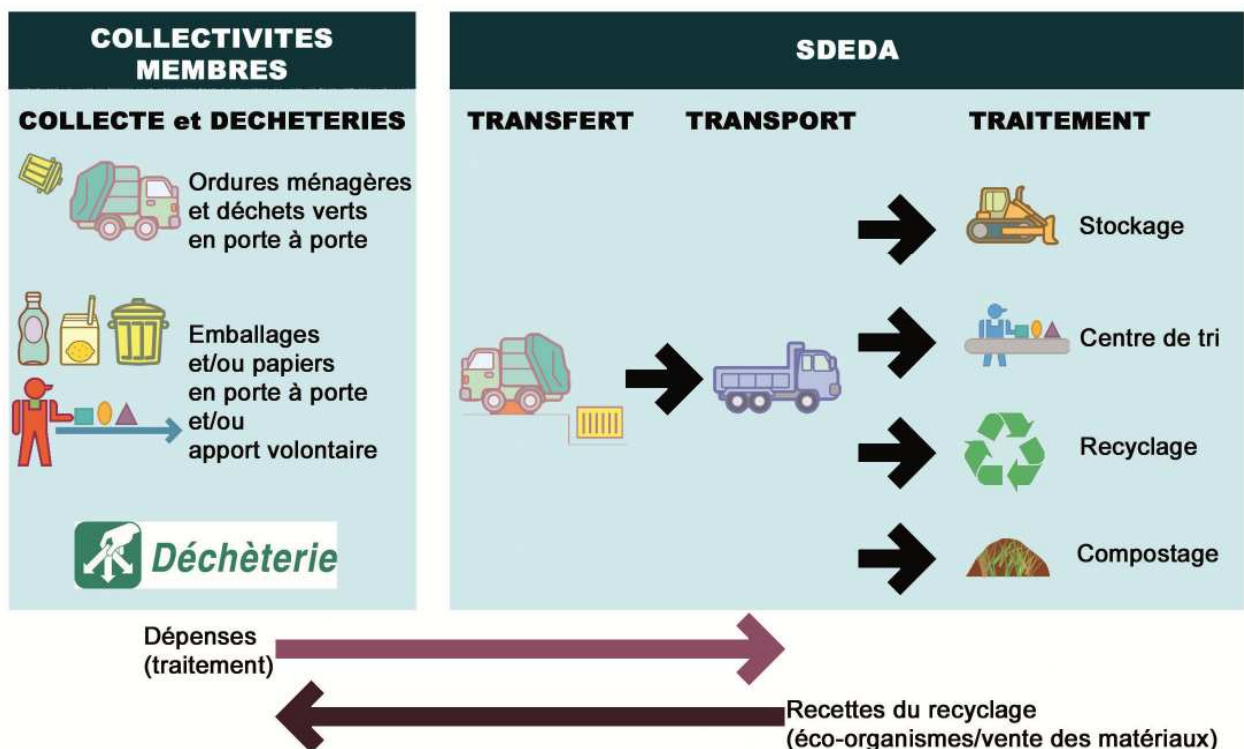 COLLECTIVITES
MEMBRES
COLLECTE et DECHETERIES
Ordures ménagères
et déchets verts
en porte à porte
Emballages
et/ou papiers
en porte à porte
et/ou
apport volontaire
Déchèterie
SDEDA
TRANSFERT
TRANSPORT
TRAITEMENT
Stockage
Centre de tri
Recyclage
Compostage
Dépenses
(traitement)
Recettes du recyclage
(éco-organismes/vente des matériaux)